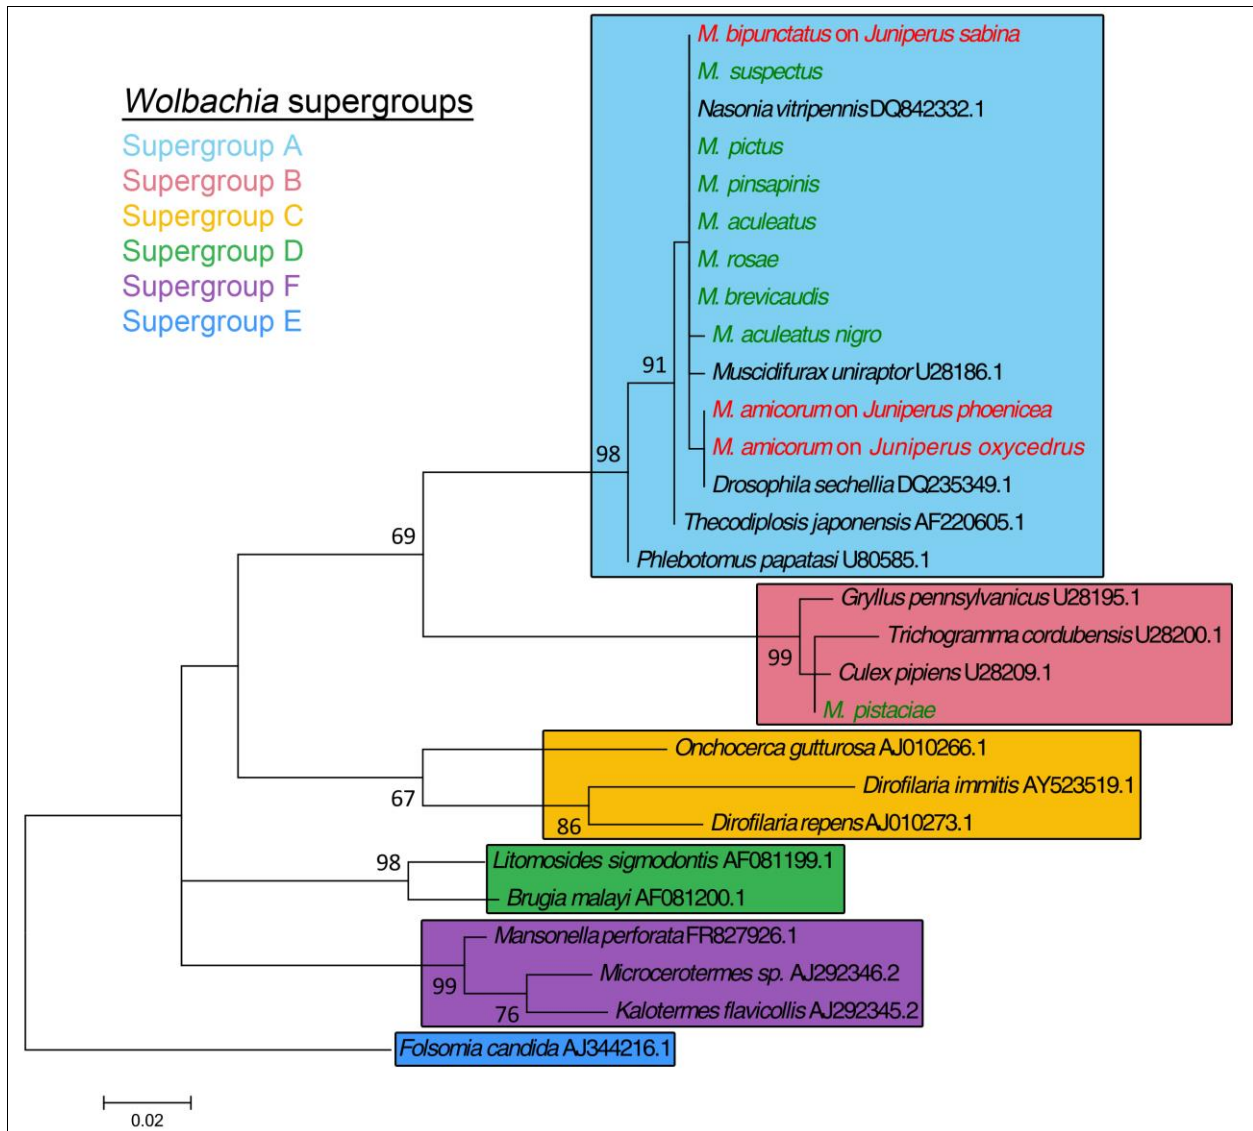 Wolbachia supergroups
Supergroup A
Supergroup B
Supergroup C
Supergroup D
Supergroup F
Supergroup E
M. bipunctatus on Juniperus sabina
M. suspectus
Nasonia vitripennis DQ842332.1
M. pictus
M. pinsapinis
M. aculeatus
M. rosae
M. brevicaudis
M. aculeatus nigro
91
Muscidifurax uniraptor U28186.1
M. amicorum on Juniperus phoenicea
M. amicorum on Juniperus oxycedrus
98
Drosophila sechellia DQ235349.1
Thecodiplosis japonensis AF220605.1
69
Phlebotomus papatasi U80585.1
Gryllus pennsylvanicus U28195.1
Trichogramma cordubensis U28200.1
99
Culex pipiens U28209.1
M. pistaciae
Onchocerca gutturosa AJ010266.1
67
Dirofilaria immitis AY523519.1
86
Dirofilaria repens AJ010273.1
98
Litomosides sigmodontis AF081199.1
Brugia malayi AF081200.1
Mansonella perforata FR827926.1
99
Microcerotermes sp. AJ292346.2
76
Kalotermes flavicollis AJ292345.2
Folsomia candida AJ344216.1
0.02